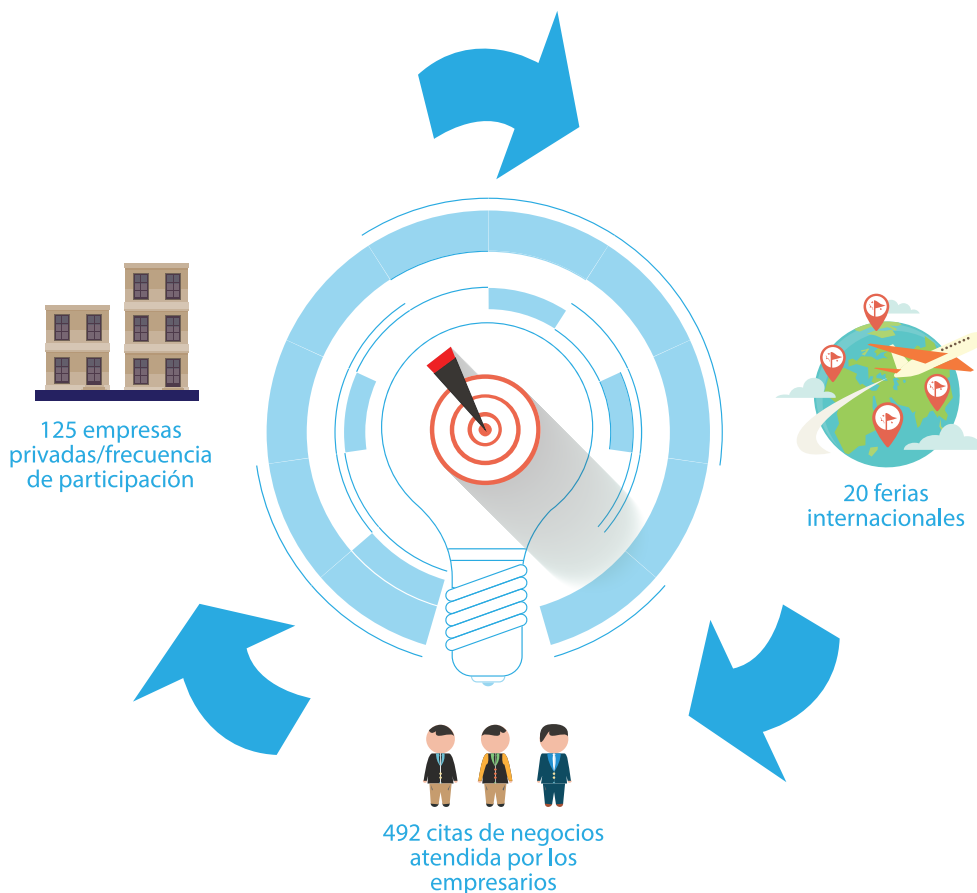 125 empresas
privadas/frecuencia
de participación
20 ferias
internacionales
492 citas de negocios
atendida por los
empresarios